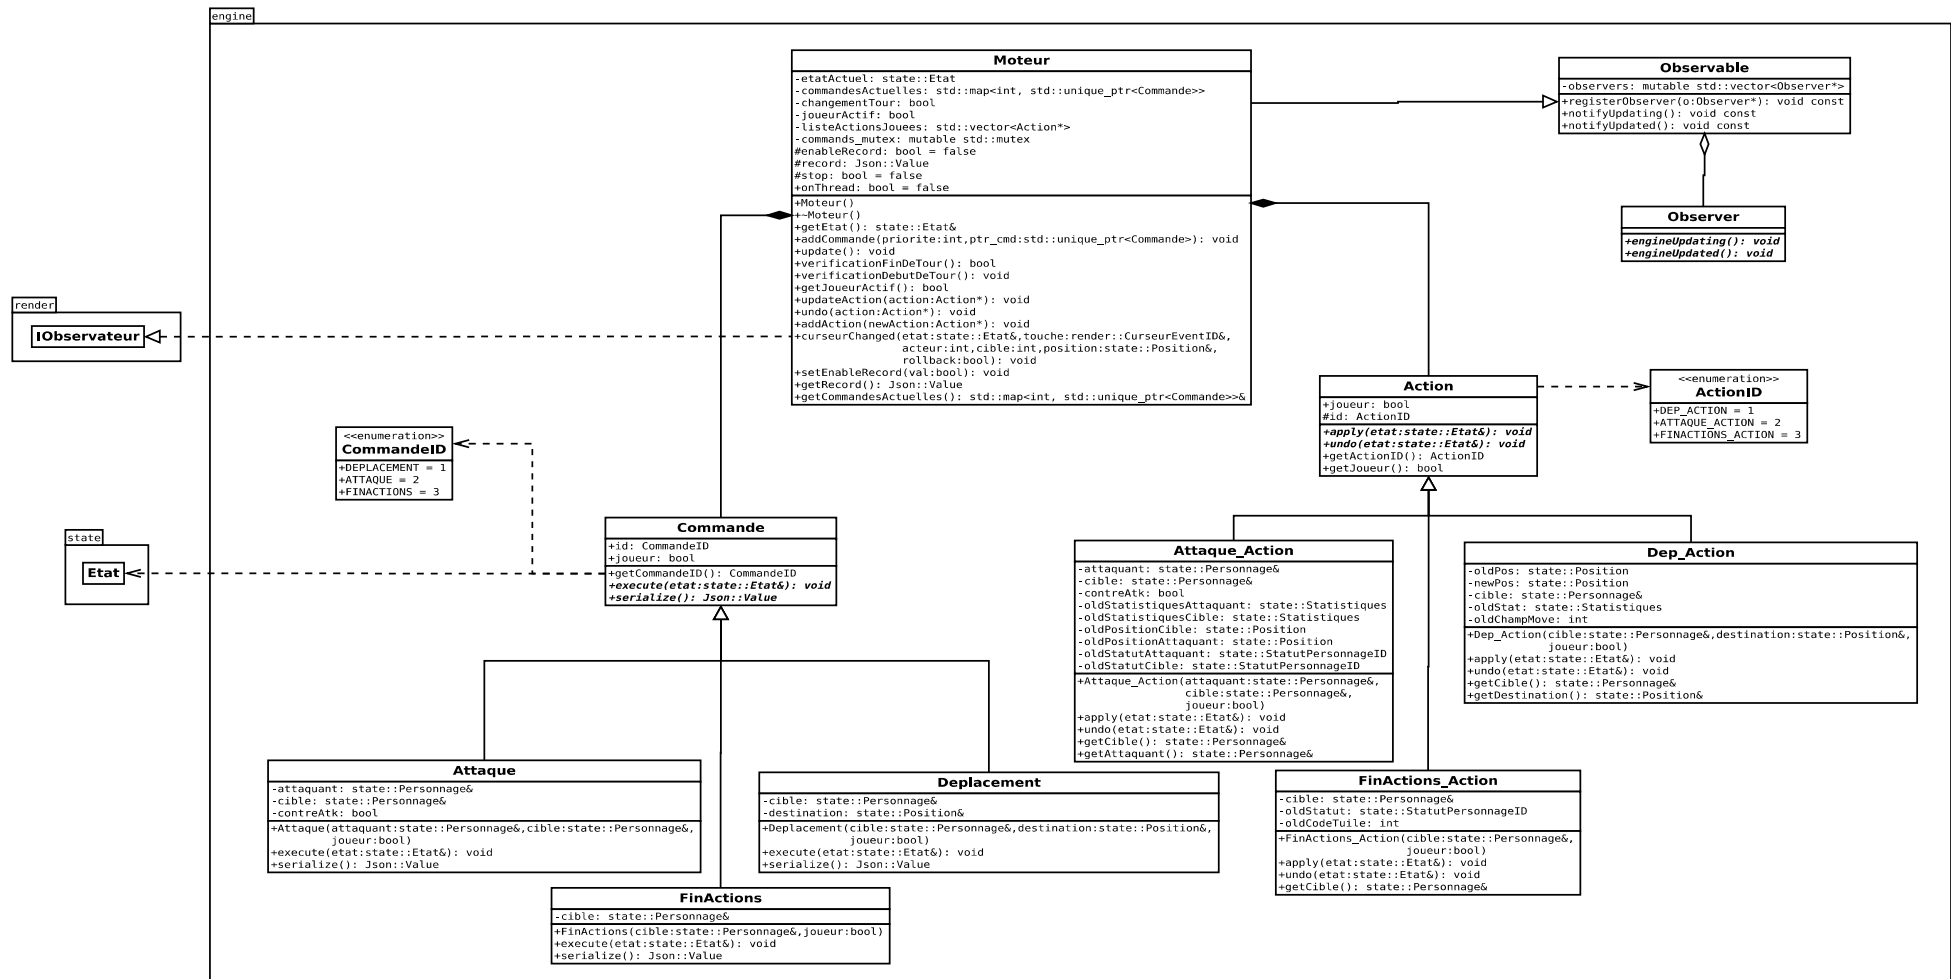 engine
Moteur
-etatActuel: state::Etat
-commandesActuelles: std::map<int, std::unique_ptr<Commande>>
-changementTour: bool
-joueurActif: bool
-listeActionsJouees: std::vector<Action*>
-commands_mutex: mutable std::mutex
#enableRecord: bool = false
#record: Json::Value
#stop: bool = false
+onThread: bool = false
+Moteur()
+~Moteur()
+getEtat(): state::Etat&
+addCommande(priorite:int,ptr_cmd:std::unique_ptr<Commande>): void
+update(): void
+verificationFinDeTour(): bool
+verificationDebutDeTour(): void
+getJoueurActif(): bool
+updateAction(action:Action*): void
+undo(action:Action*): void
+addAction(newAction:Action*): void
+curseurChanged(etat:state::Etat&,touche:render::CurseurEventID&,
acteur:int,cible:int,position:state::Position&,
rollback:bool): void
+setEnableRecord(val:bool): void
+getRecord(): Json::Value
+getCommandesActuelles(): std::map<int, std::unique_ptr<Commande>>&
Observable
-observers: mutable std::vector<Observer*>
+registerObserver(o:Observer*): void const
+notifyUpdating(): void const
+notifyUpdated(): void const
Observer
+engineUpdating(): void
+engineUpdated(): void
render
IObservateur
Action
+joueur: bool
#id: ActionID
+apply(etat:state::Etat&): void
+undo(etat:state::Etat&): void
+getActionID(): ActionID
+getJoueur(): bool
<<enumeration>>
ActionID
+DEP_ACTION = 1
+ATTAQUE_ACTION = 2
+FINACTIONS_ACTION = 3
<<enumeration>>
CommandeID
+DEPLACEMENT = 1
+ATTAQUE = 2
+FINACTIONS = 3
state
Etat
Commande
+id: CommandeID
+joueur: bool
+getCommandeID(): CommandeID
+execute(etat:state::Etat&): void
+serialize(): Json::Value
Attaque_Action
-attaquant: state::Personnage&
-cible: state::Personnage&
-contreAtk: bool
-oldStatistiquesAttaquant: state::Statistiques
-oldStatistiquesCible: state::Statistiques
-oldPositionCible: state::Position
-oldPositionAttaquant: state::Position
-oldStatutAttaquant: state::StatutPersonnageID
-oldStatutCible: state::StatutPersonnageID
+Attaque_Action(attaquant:state::Personnage&,
cible:state::Personnage&,
joueur:bool)
+apply(etat:state::Etat&): void
+undo(etat:state::Etat&): void
+getCible(): state::Personnage&
+getAttaquant(): state::Personnage&
Dep_Action
-oldPos: state::Position
-newPos: state::Position
-cible: state::Personnage&
-oldStat: state::Statistiques
-oldChampMove: int
+Dep_Action(cible:state::Personnage&,destination:state::Position&,
joueur:bool)
+apply(etat:state::Etat&): void
+undo(etat:state::Etat&): void
+getCible(): state::Personnage&
+getDestination(): state::Position&
Attaque
-attaquant: state::Personnage&
-cible: state::Personnage&
-contreAtk: bool
+Attaque(attaquant:state::Personnage&,cible:state::Personnage&,
joueur:bool)
+execute(etat:state::Etat&): void
+serialize(): Json::Value
Deplacement
-cible: state::Personnage&
-destination: state::Position&
+Deplacement(cible:state::Personnage&,destination:state::Position&,
joueur:bool)
+execute(etat:state::Etat&): void
+serialize(): Json::Value
FinActions_Action
-cible: state::Personnage&
-oldStatut: state::StatutPersonnageID
-oldCodeTuile: int
+FinActions_Action(cible:state::Personnage&,
joueur:bool)
+apply(etat:state::Etat&): void
+undo(etat:state::Etat&): void
+getCible(): state::Personnage&
FinActions
-cible: state::Personnage&
+FinActions(cible:state::Personnage&,joueur:bool)
+execute(etat:state::Etat&): void
+serialize(): Json::Value